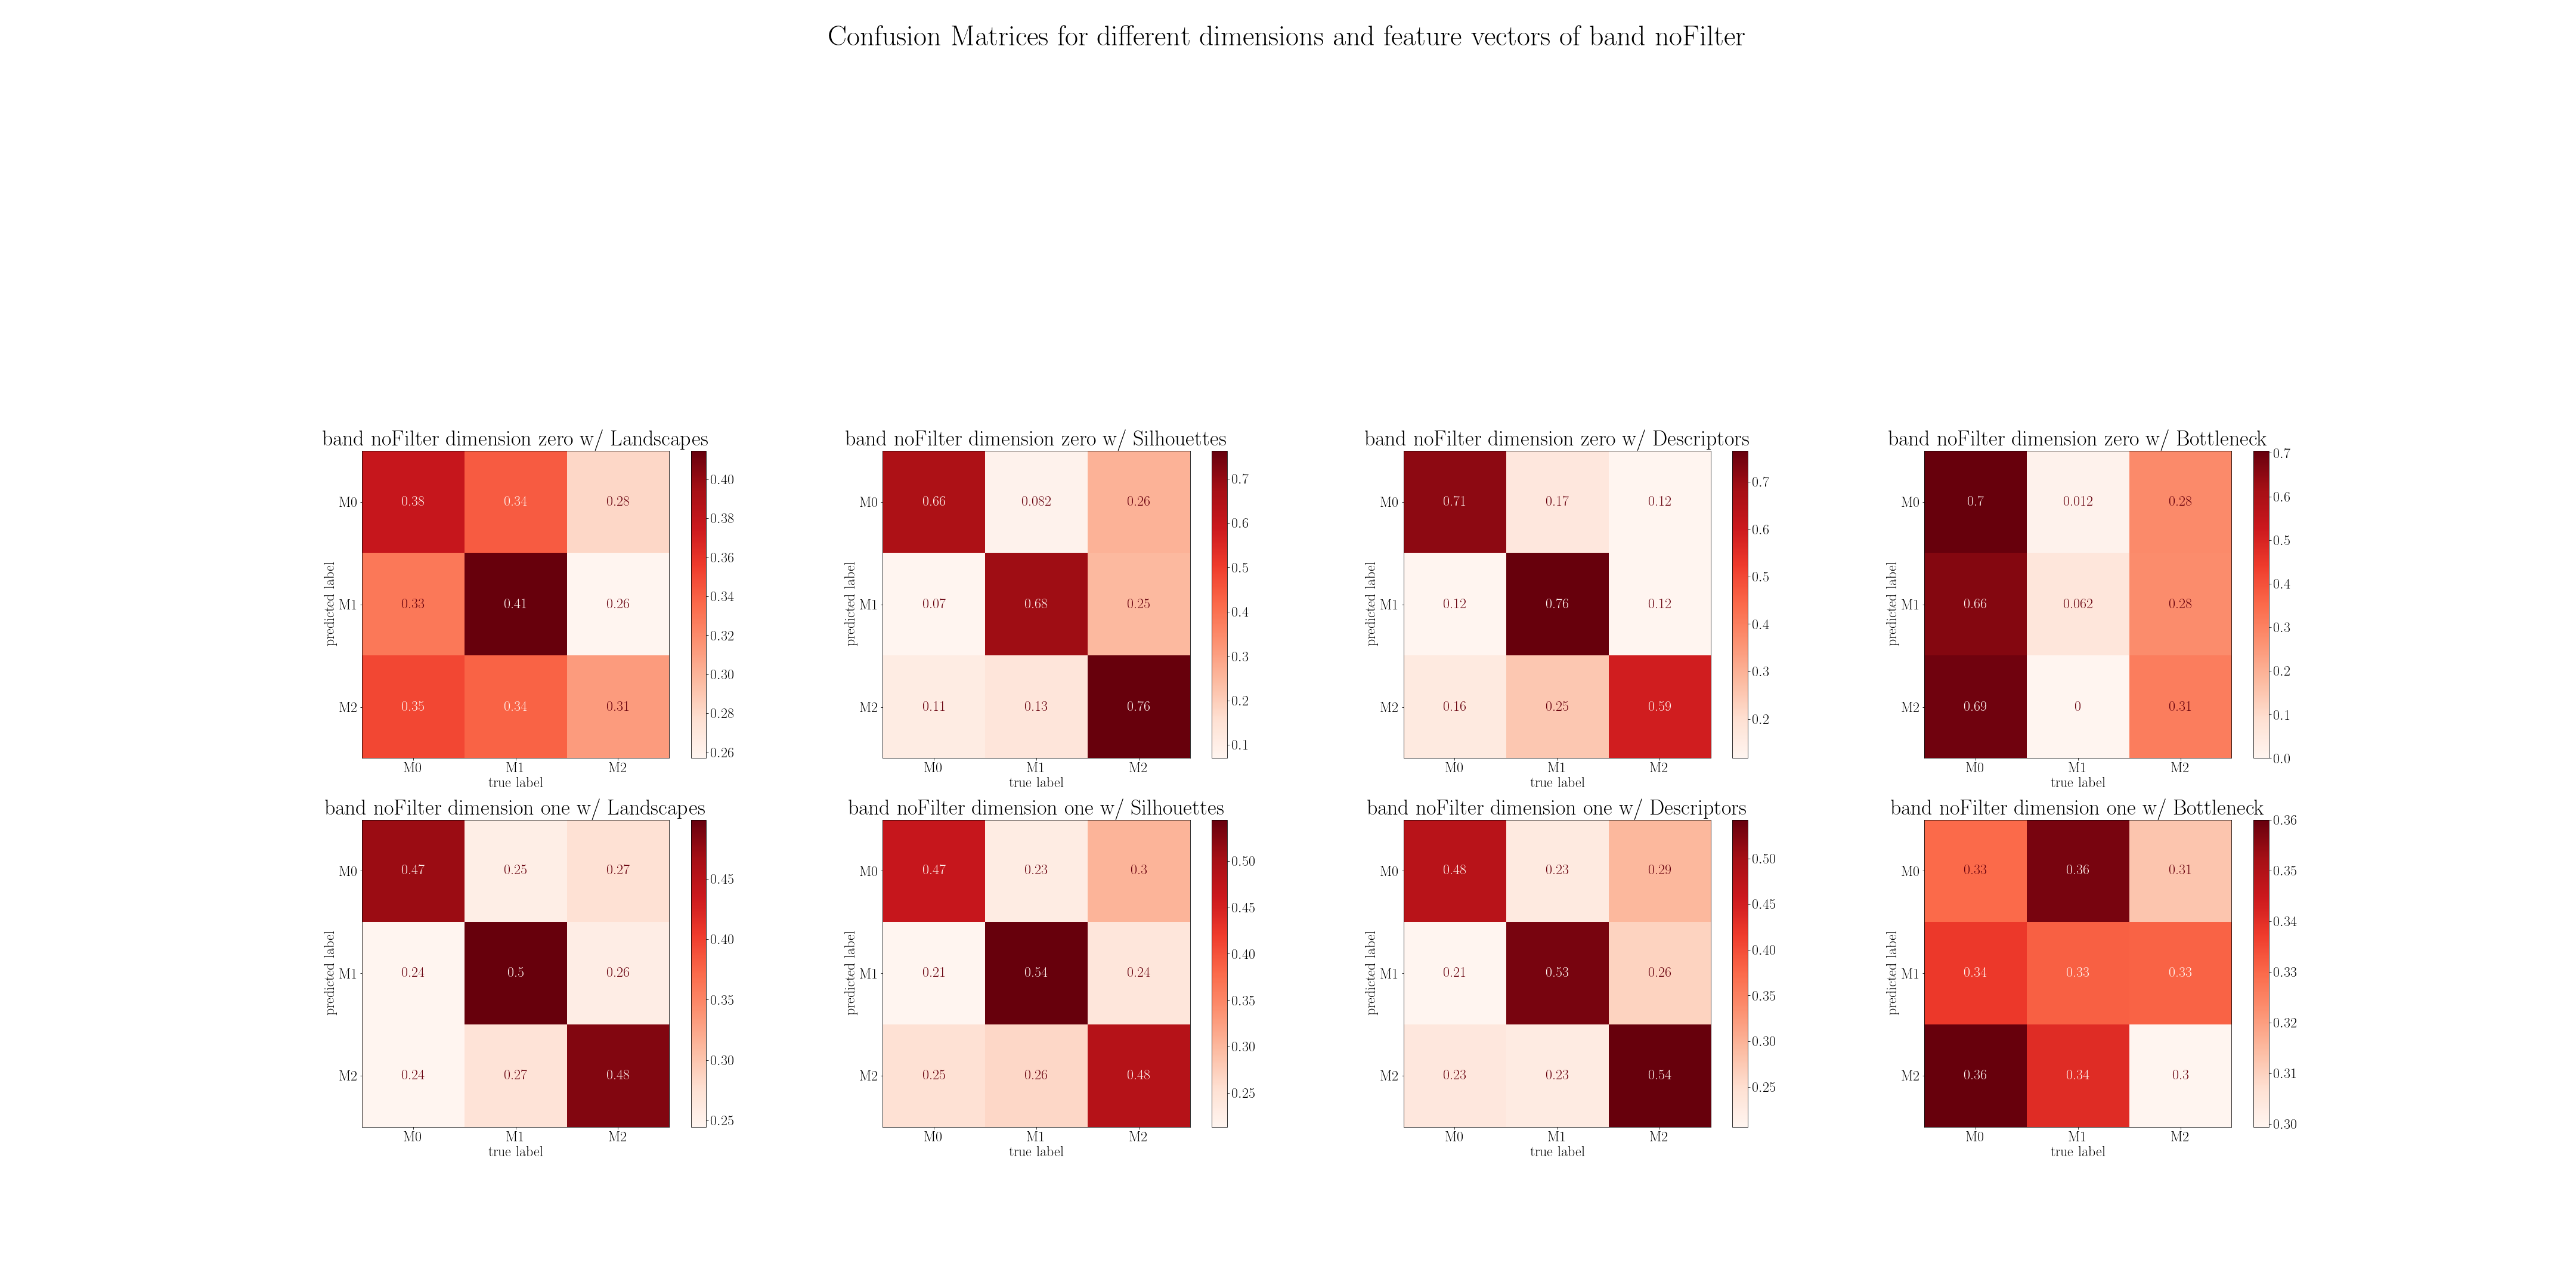 Confusion Matrices for different dimensions and feature vectors of band noFilter
band noFilter dimension zero w/ Landscapes
predicted label
M0 0.38 0.34 0.28
M1 0.33 0.41 0.26
M2 0.35 0.34 0.31
M0 M1 M2
true label
0.40
0.38
0.36
0.34
0.32
0.30
0.28
0.26
band noFilter dimension zero w/ Silhouettes
predicted label
M0 0.66 0.082 0.26
M1 0.07 0.68 0.25
M2 0.11 0.13 0.76
M0 M1 M2
true label
0.7
0.6
0.5
0.4
0.3
0.2
0.1
band noFilter dimension zero w/ Descriptors
predicted label
M0 0.71 0.17 0.12
M1 0.12 0.76 0.12
M2 0.16 0.25 0.59
M0 M1 M2
true label
0.7
0.6
0.5
0.4
0.3
0.2
band noFilter dimension zero w/ Bottleneck
predicted label
M0 0.7 0.012 0.28
M1 0.66 0.062 0.28
M2 0.69 0 0.31
M0 M1 M2
true label
0.7
0.6
0.5
0.4
0.3
0.2
0.1
0.0
band noFilter dimension one w/ Landscapes
predicted label
M0 0.47 0.25 0.27
M1 0.24 0.5 0.26
M2 0.24 0.27 0.48
M0 M1 M2
true label
0.45
0.40
0.35
0.30
0.25
band noFilter dimension one w/ Silhouettes
predicted label
M0 0.47 0.23 0.3
M1 0.21 0.54 0.24
M2 0.25 0.26 0.48
M0 M1 M2
true label
0.50
0.45
0.40
0.35
0.30
0.25
band noFilter dimension one w/ Descriptors
predicted label
M0 0.48 0.23 0.29
M1 0.21 0.53 0.26
M2 0.23 0.23 0.54
M0 M1 M2
true label
0.50
0.45
0.40
0.35
0.30
0.25
band noFilter dimension one w/ Bottleneck
predicted label
M0 0.33 0.36 0.31
M1 0.34 0.33 0.33
M2 0.36 0.34 0.3
M0 M1 M2
true label
0.36
0.35
0.34
0.33
0.32
0.31
0.30